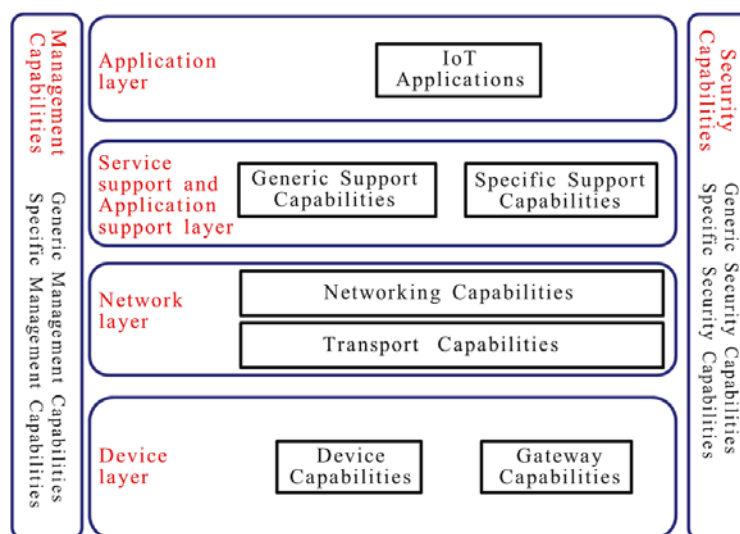 Management
Capabilities
Generic Management Capabilities
Specific Management Capabilities
Application
layer
IoT
Applications
Service
support and
Application
support layer
Generic Support
Capabilities
Specific Support
Capabilities
Network
layer
Networking Capabilities
Transport Capabilities
Device
layer
Device
Capabilities
Gateway
Capabilities
Security
Capabilities
Generic Security Capabilities
Specific Security Capabilities